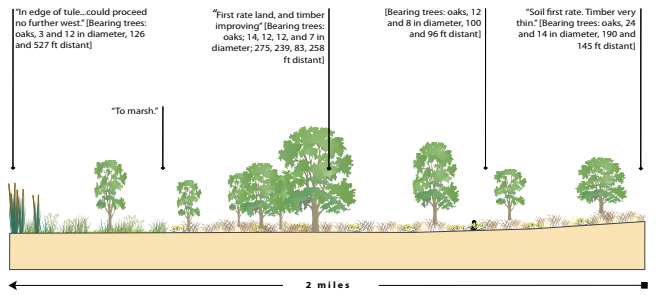 "In edge of tule...could proceed
no further west." [Bearing trees:
oaks, 3 and 12 in diameter, 126
and 527 ft distant]
"To marsh."
"First rate land, and timber
improving" [Bearing trees:
oaks; 14, 12, 12, and 7 in
diameter; 275, 239, 83, 258
ft distant]
[Bearing trees: oaks, 12
and 8 in diameter, 100
and 96 ft distant]
"Soil first rate. Timber very
thin." [Bearing trees: oaks, 24
and 14 in diameter, 190 and
145 ft distant]
2 miles